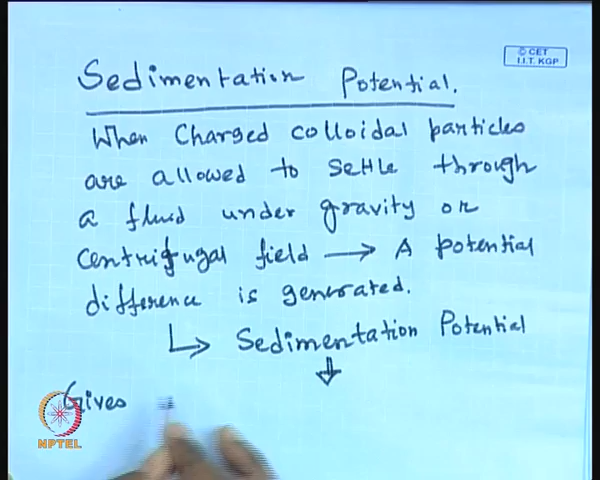 © CET
I.I.T. KGP
Sedimentation Potential.
When Charged colloidal particles
are allowed to settle through
a fluid under gravity or
centrifugal field → A potential
difference is generated.
↳ Sedimentation Potential
⇓
Gives
NPTEL